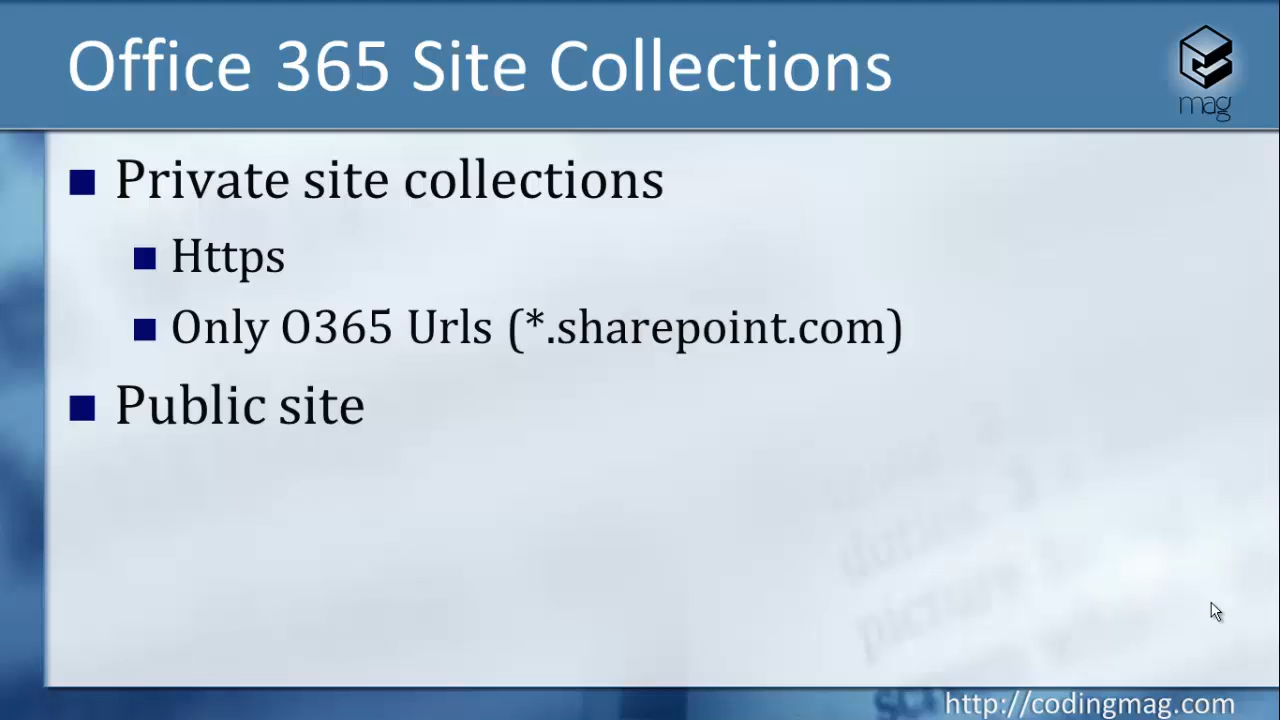 Office 365 Site Collections
mag
Private site collections
Https
Only O365 Urls (*.sharepoint.com)
Public site
picture
http://codingmag.com